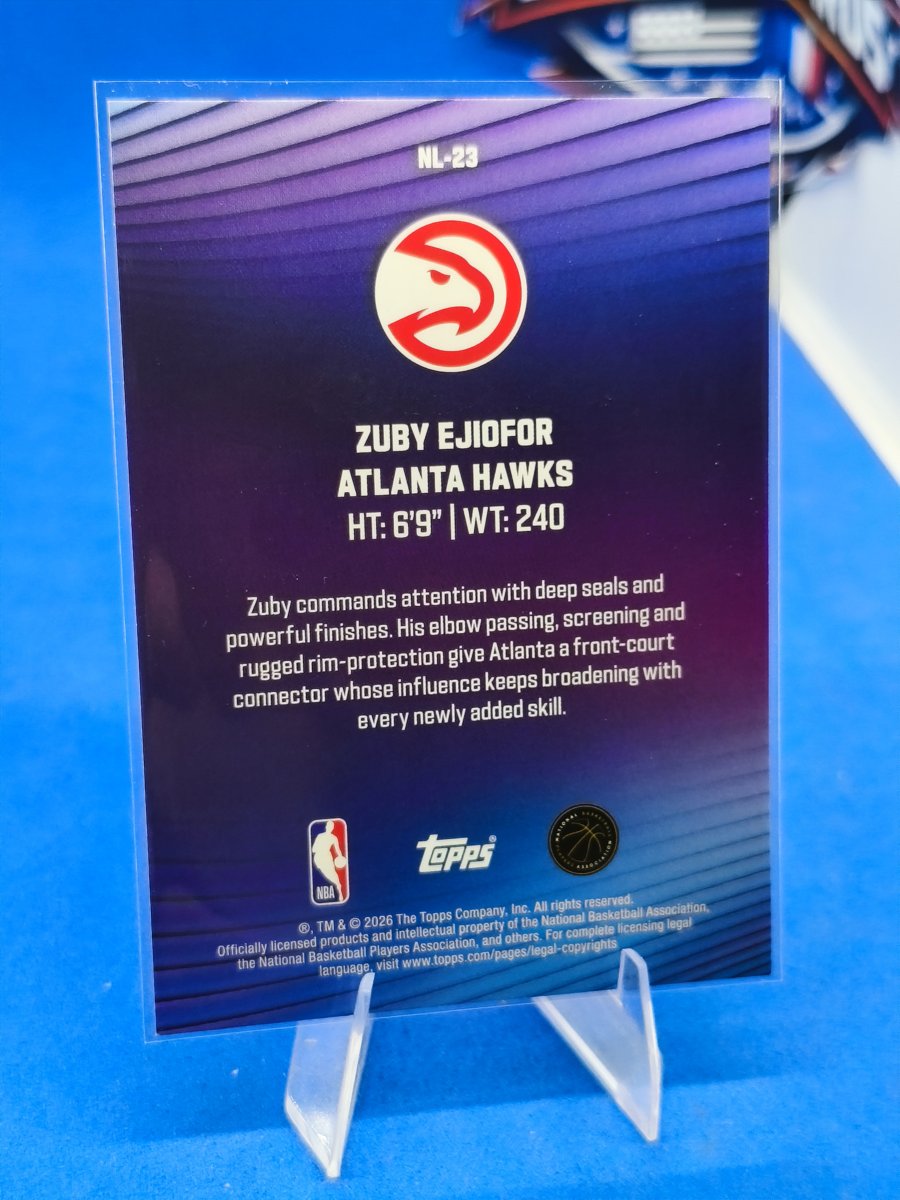 NL-23
ZUBY EJIOFOR
ATLANTA HAWKS
HT: 6'9" | WT: 240
Zuby commands attention with deep seals and
powerful finishes. His elbow passing, screening and
rugged rim-protection give Atlanta a front-court
connector whose influence keeps broadening with
every newly added skill.
NBA
topps®
NATIONAL BASKETBALL
PLAYERS ASSOCIATION
®, TM & © 2026 The Topps Company, Inc. All rights reserved.
Officially licensed products and intellectual property of the National Basketball Association,
the National Basketball Players Association, and others. For complete licensing legal
language, visit www.topps.com/pages/legal-copyrights